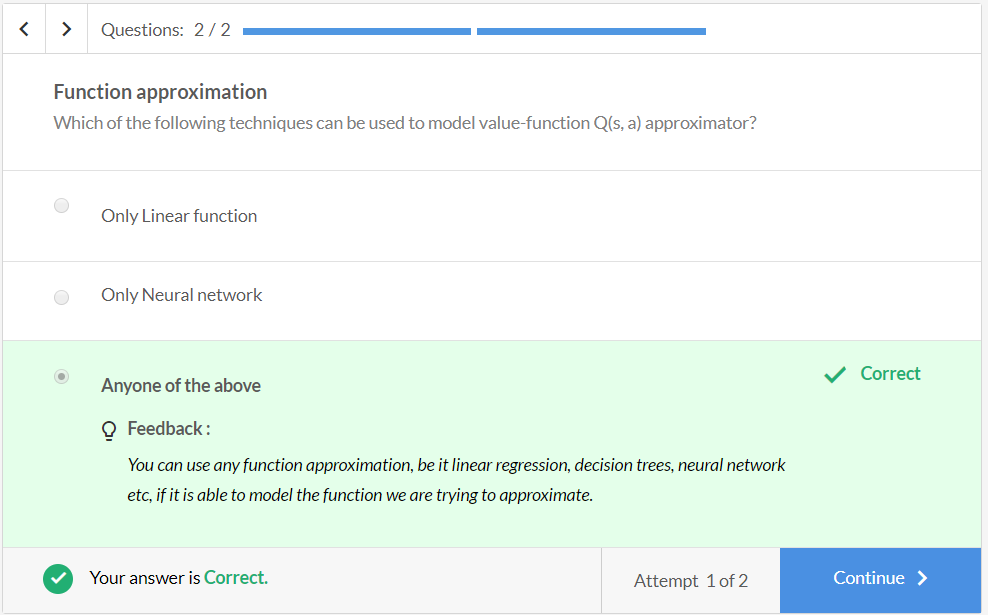 Questions: 2 / 2
Function approximation
Which of the following techniques can be used to model value-function Q(s, a) approximator?
Only Linear function
Only Neural network
Anyone of the above
Correct
Feedback :
You can use any function approximation, be it linear regression, decision trees, neural network
etc, if it is able to model the function we are trying to approximate.
Your answer is Correct.
Attempt 1 of 2
Continue